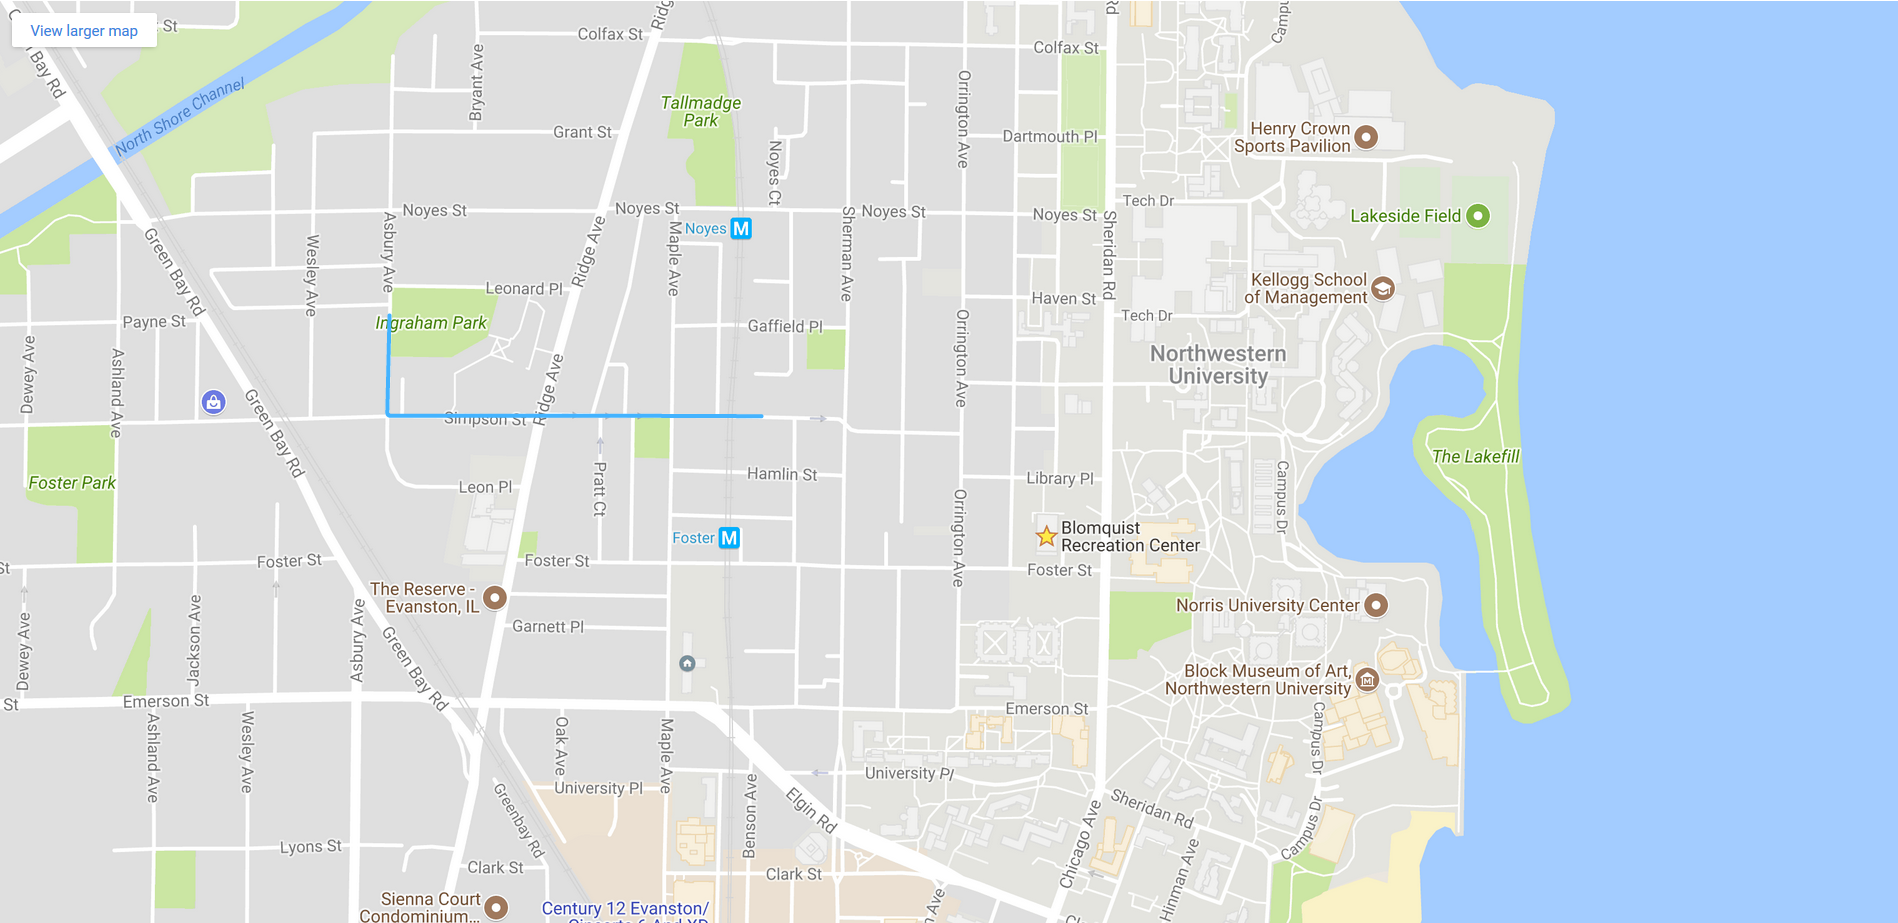 View larger map
St
Bay Rd
Ridg
Colfax St
Colfax St
Rd
Bryant Ave
North Shore Channel
Tallmadge
Park
Grant St
Orrington Ave
Dartmouth Pl
Henry Crown
Sports Pavilion
Noyes Ct
Noyes St
Noyes St
Noyes St
Noyes St
Tech Dr
Lakeside Field
Noyes M
Asbury Ave
Wesley Ave
Green Bay Rd
Ridge Ave
Maple Ave
Sherman Ave
Sheridan Rd
Leonard Pl
Haven St
Kellogg School
of Management
Payne St
Ingraham Park
Gaffield Pl
Tech Dr
Orrington Ave
Northwestern
University
Dewey Ave
Ashland Ave
Ridge Ave
Green Bay Rd
Simpson St
Foster Park
Leon Pl
Pratt Ct
Hamlin St
Library Pl
Campus Dr
The Lakefill
Orrington Ave
Foster M
Blomquist
Recreation Center
St
Foster St
Foster St
Foster St
The Reserve -
Evanston, IL
Norris University Center
Dewey Ave
Jackson Ave
Asbury Ave
Green Bay Rd
Garnett Pl
Block Museum of Art,
Northwestern University
St
Emerson St
Emerson St
Ashland Ave
Wesley Ave
Oak Ave
Maple Ave
Campus Dr
University Pl
University Pl
Greenbay Rd
Benson Ave
Elgin Rd
Chicago Ave
Sheridan Rd
Campus Dr
Hinman Ave
Lyons St
Clark St
Clark St
Sienna Court
Condominium...
Century 12 Evanston/
n Ave